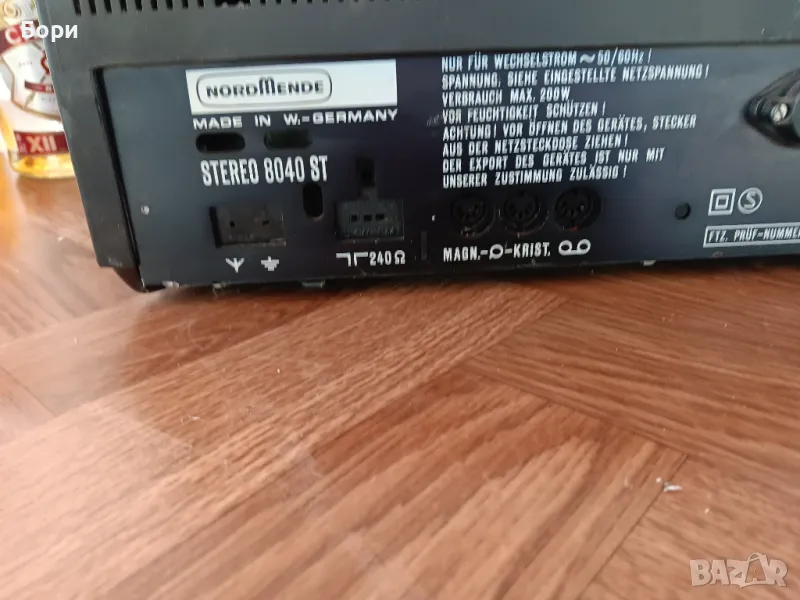 Бори
XII
NORDMENDE
MADE IN W.-GERMANY
STEREO 8040 ST
NUR FÜR WECHSELSTROM ~ 50/60Hz !
SPANNUNG, SIEHE EINGESTELLTE NETZSPANNUNG !
VERBRAUCH MAX. 200W
VOR FEUCHTIGKEIT SCHÜTZEN !
ACHTUNG! VOR ÖFFNEN DES GERÄTES, STECKER
AUS DER NETZSTECKDOSE ZIEHEN !
DER EXPORT DES GERÄTES IST NUR MIT
UNSERER ZUSTIMMUNG ZULÄSSIG !
240 Ω
MAGN.-
-KRIST.
S
FTZ. PRÜF-NUMMER
BAZAR